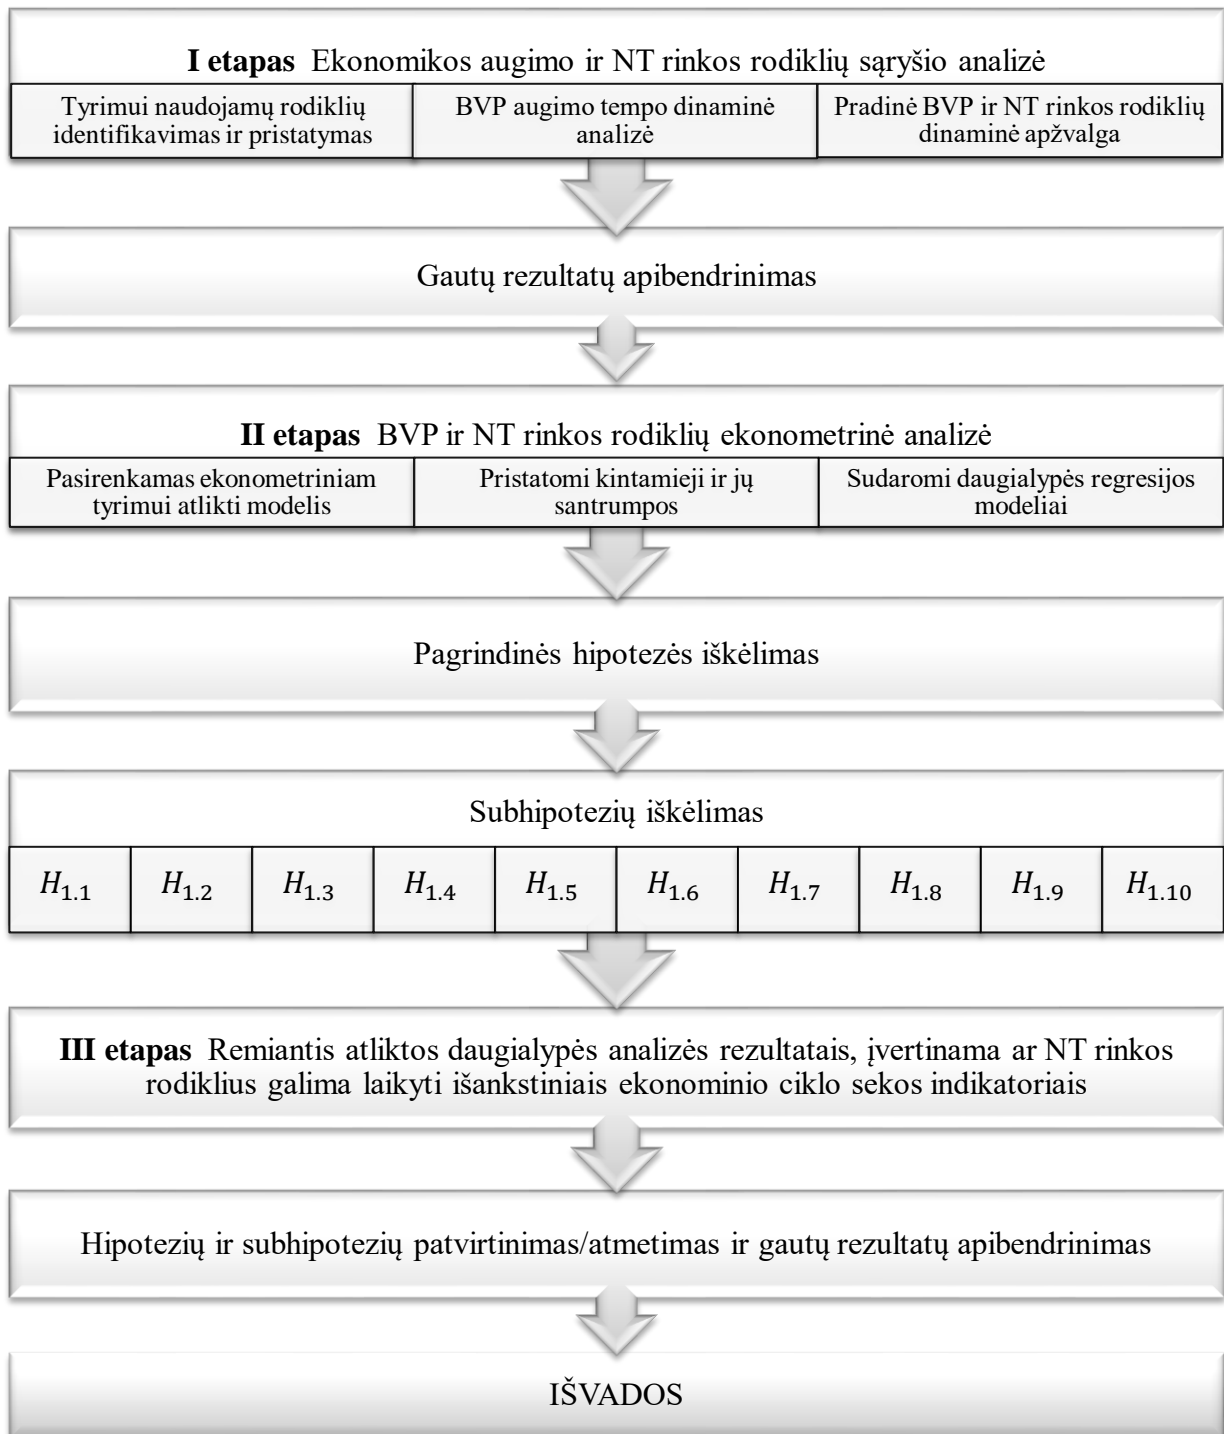 I etapas Ekonomikos augimo ir NT rinkos rodiklių sąryšio analizė
Tyrimui naudojamų rodiklių
identifikavimas ir pristatymas
BVP augimo tempo dinaminė
analizė
Pradinė BVP ir NT rinkos rodiklių
dinaminė apžvalga
Gautų rezultatų apibendrinimas
II etapas BVP ir NT rinkos rodiklių ekonometrinė analizė
Pasirenkamas ekonometriniam
tyrimui atlikti modelis
Pristatomi kintamieji ir jų
santrumpos
Sudaromi daugialypės regresijos
modeliai
Pagrindinės hipotezės iškėlimas
Subhipotezių iškėlimas
H1.1
H1.2
H1.3
H1.4
H1.5
H1.6
H1.7
H1.8
H1.9
H1.10
III etapas Remiantis atliktos daugialypės analizės rezultatais, įvertinama ar NT rinkos
rodiklius galima laikyti išankstiniais ekonominio ciklo sekos indikatoriais
Hipotezių ir subhipotezių patvirtinimas/atmetimas ir gautų rezultatų apibendrinimas
IŠVADOS